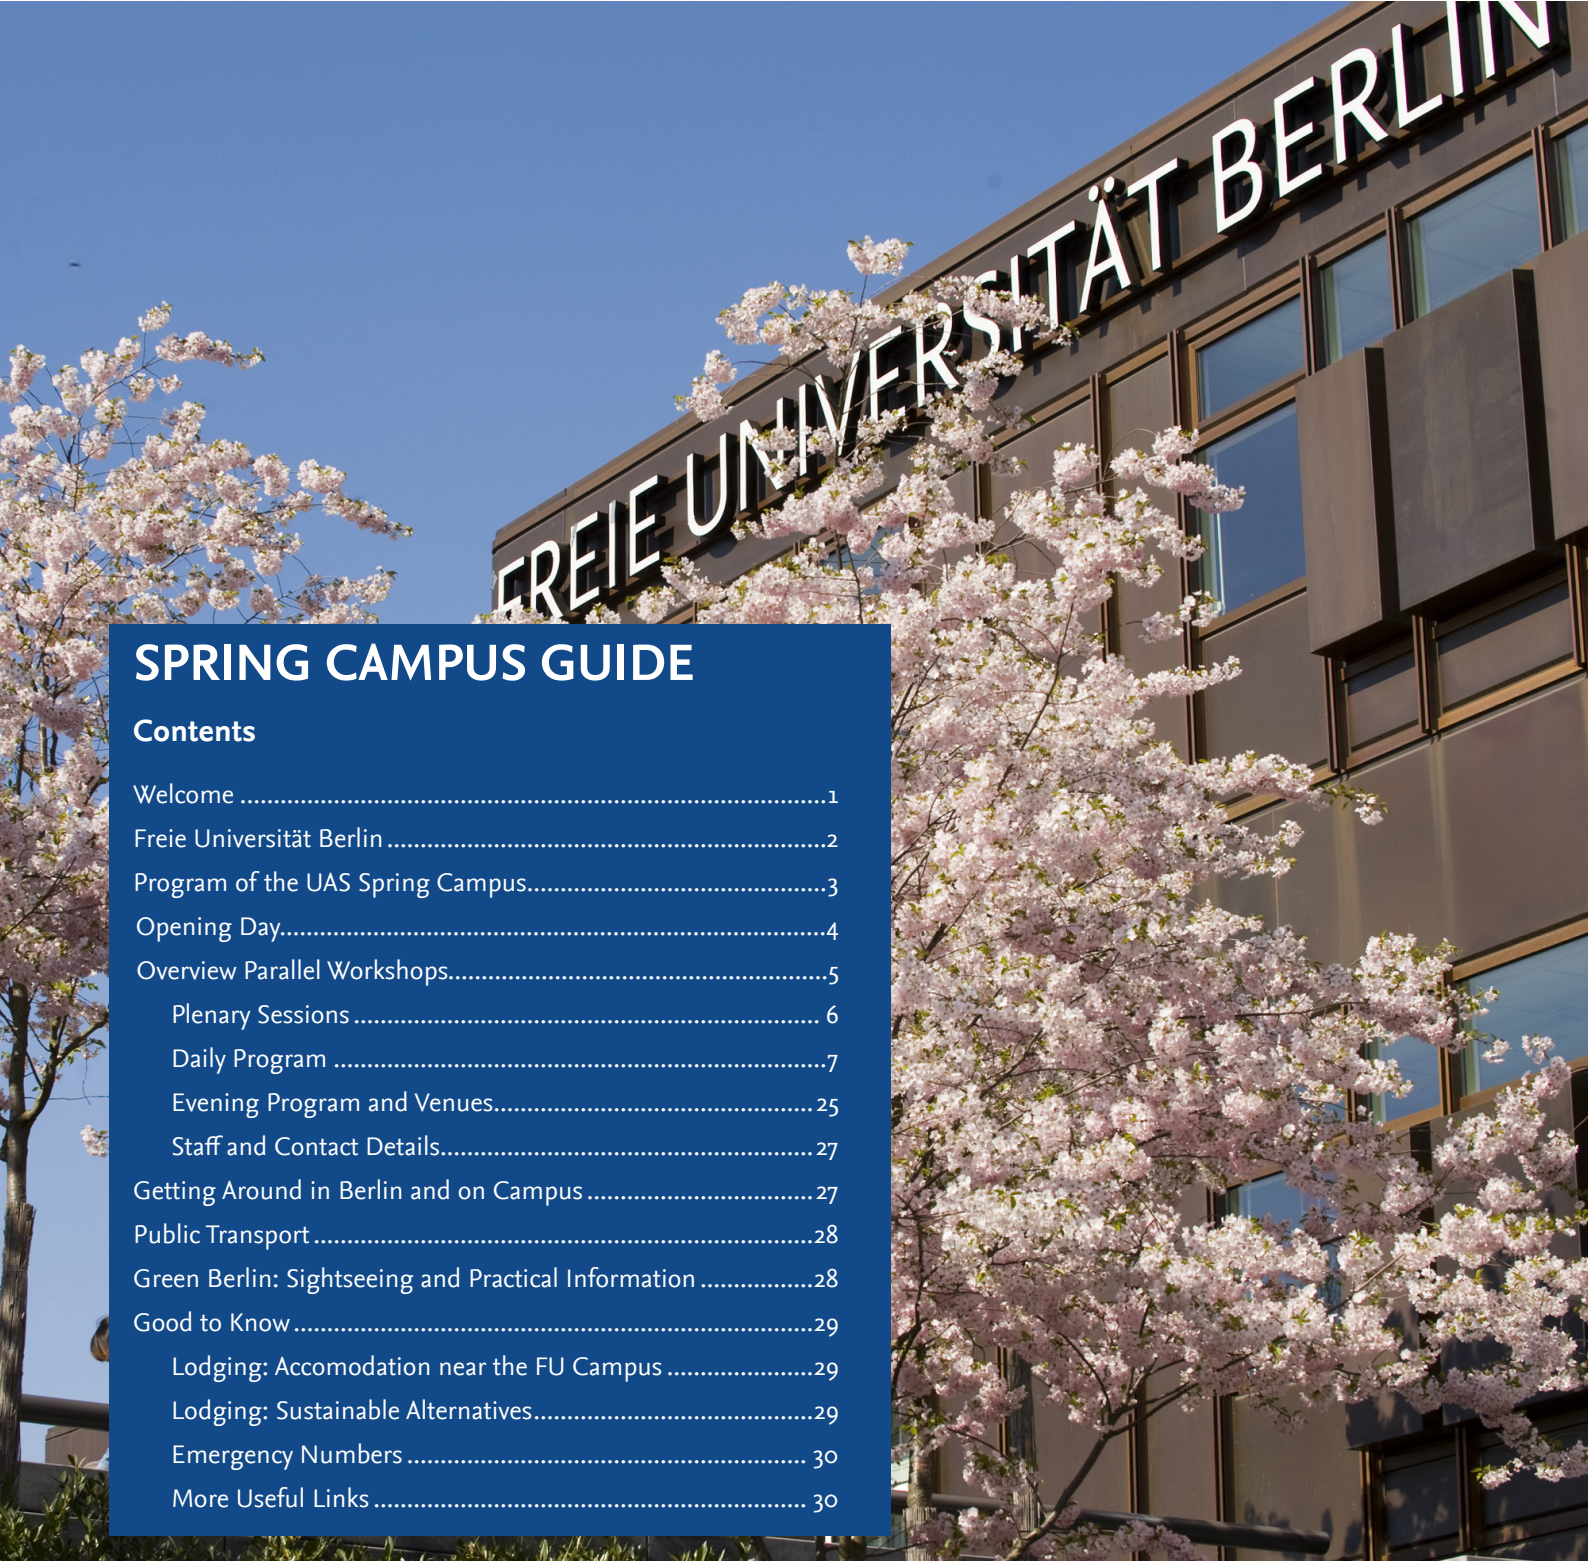 FREIE UNIVERSITÄT BERLIN
SPRING CAMPUS GUIDE
Contents
Welcome ........................................................................................1
Freie Universität Berlin..................................................................2
Program of the UAS Spring Campus.............................................3
Opening Day..................................................................................4
Overview Parallel Workshops.........................................................5
Plenary Sessions ...................................................................... 6
Daily Program ..........................................................................7
Evening Program and Venues................................................25
Staff and Contact Details........................................................27
Getting Around in Berlin and on Campus ..................................27
Public Transport ...........................................................................28
Green Berlin: Sightseeing and Practical Information .................28
Good to Know ..............................................................................29
Lodging: Accomodation near the FU Campus ......................29
Lodging: Sustainable Alternatives..........................................29
Emergency Numbers ............................................................ 30
More Useful Links ................................................................. 30